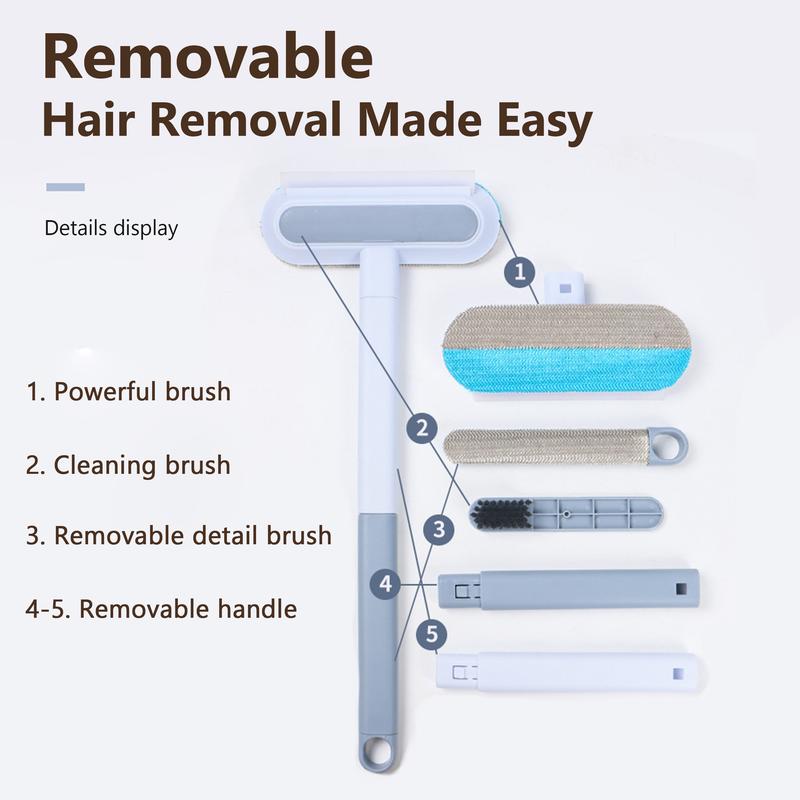 Removable
Hair Removal Made Easy
Details display
1
1. Powerful brush
2
2. Cleaning brush
3
3. Removable detail brush
4
4-5. Removable handle
5